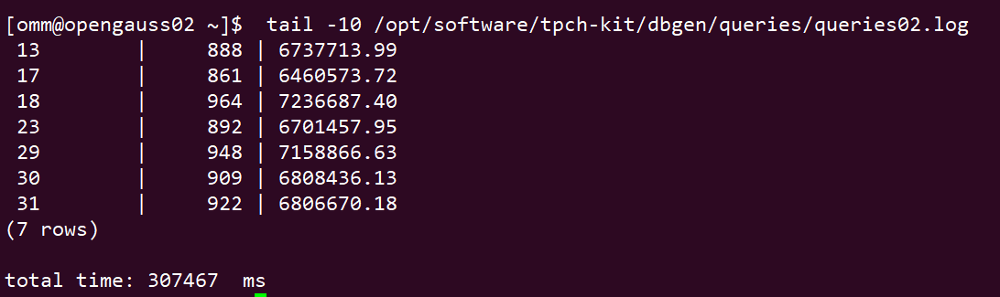 [omm@opengauss02 ~]$  tail -10 /opt/software/tpch-kit/dbgen/queries/queries02.log
 13         |     888 | 6737713.99
 17         |     861 | 6460573.72
 18         |     964 | 7236687.40
 23         |     892 | 6701457.95
 29         |     948 | 7158866.63
 30         |     909 | 6808436.13
 31         |     922 | 6806670.18
(7 rows)
total time: 307467  ms